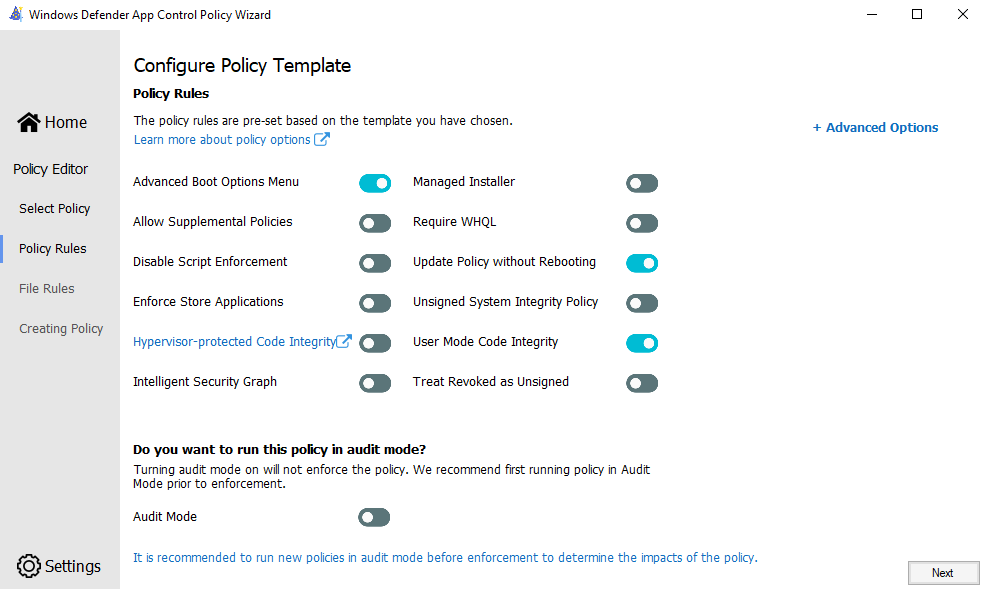 Windows Defender App Control Policy Wizard
Home
Policy Editor
Select Policy
Policy Rules
File Rules
Creating Policy
Settings
Configure Policy Template
Policy Rules
The policy rules are pre-set based on the template you have chosen.
Learn more about policy options
+ Advanced Options
Advanced Boot Options Menu
Managed Installer
Allow Supplemental Policies
Require WHQL
Disable Script Enforcement
Update Policy without Rebooting
Enforce Store Applications
Unsigned System Integrity Policy
Hypervisor-protected Code Integrity
User Mode Code Integrity
Intelligent Security Graph
Treat Revoked as Unsigned
Do you want to run this policy in audit mode?
Turning audit mode on will not enforce the policy. We recommend first running policy in Audit
Mode prior to enforcement.
Audit Mode
It is recommended to run new policies in audit mode before enforcement to determine the impacts of the policy.
Next